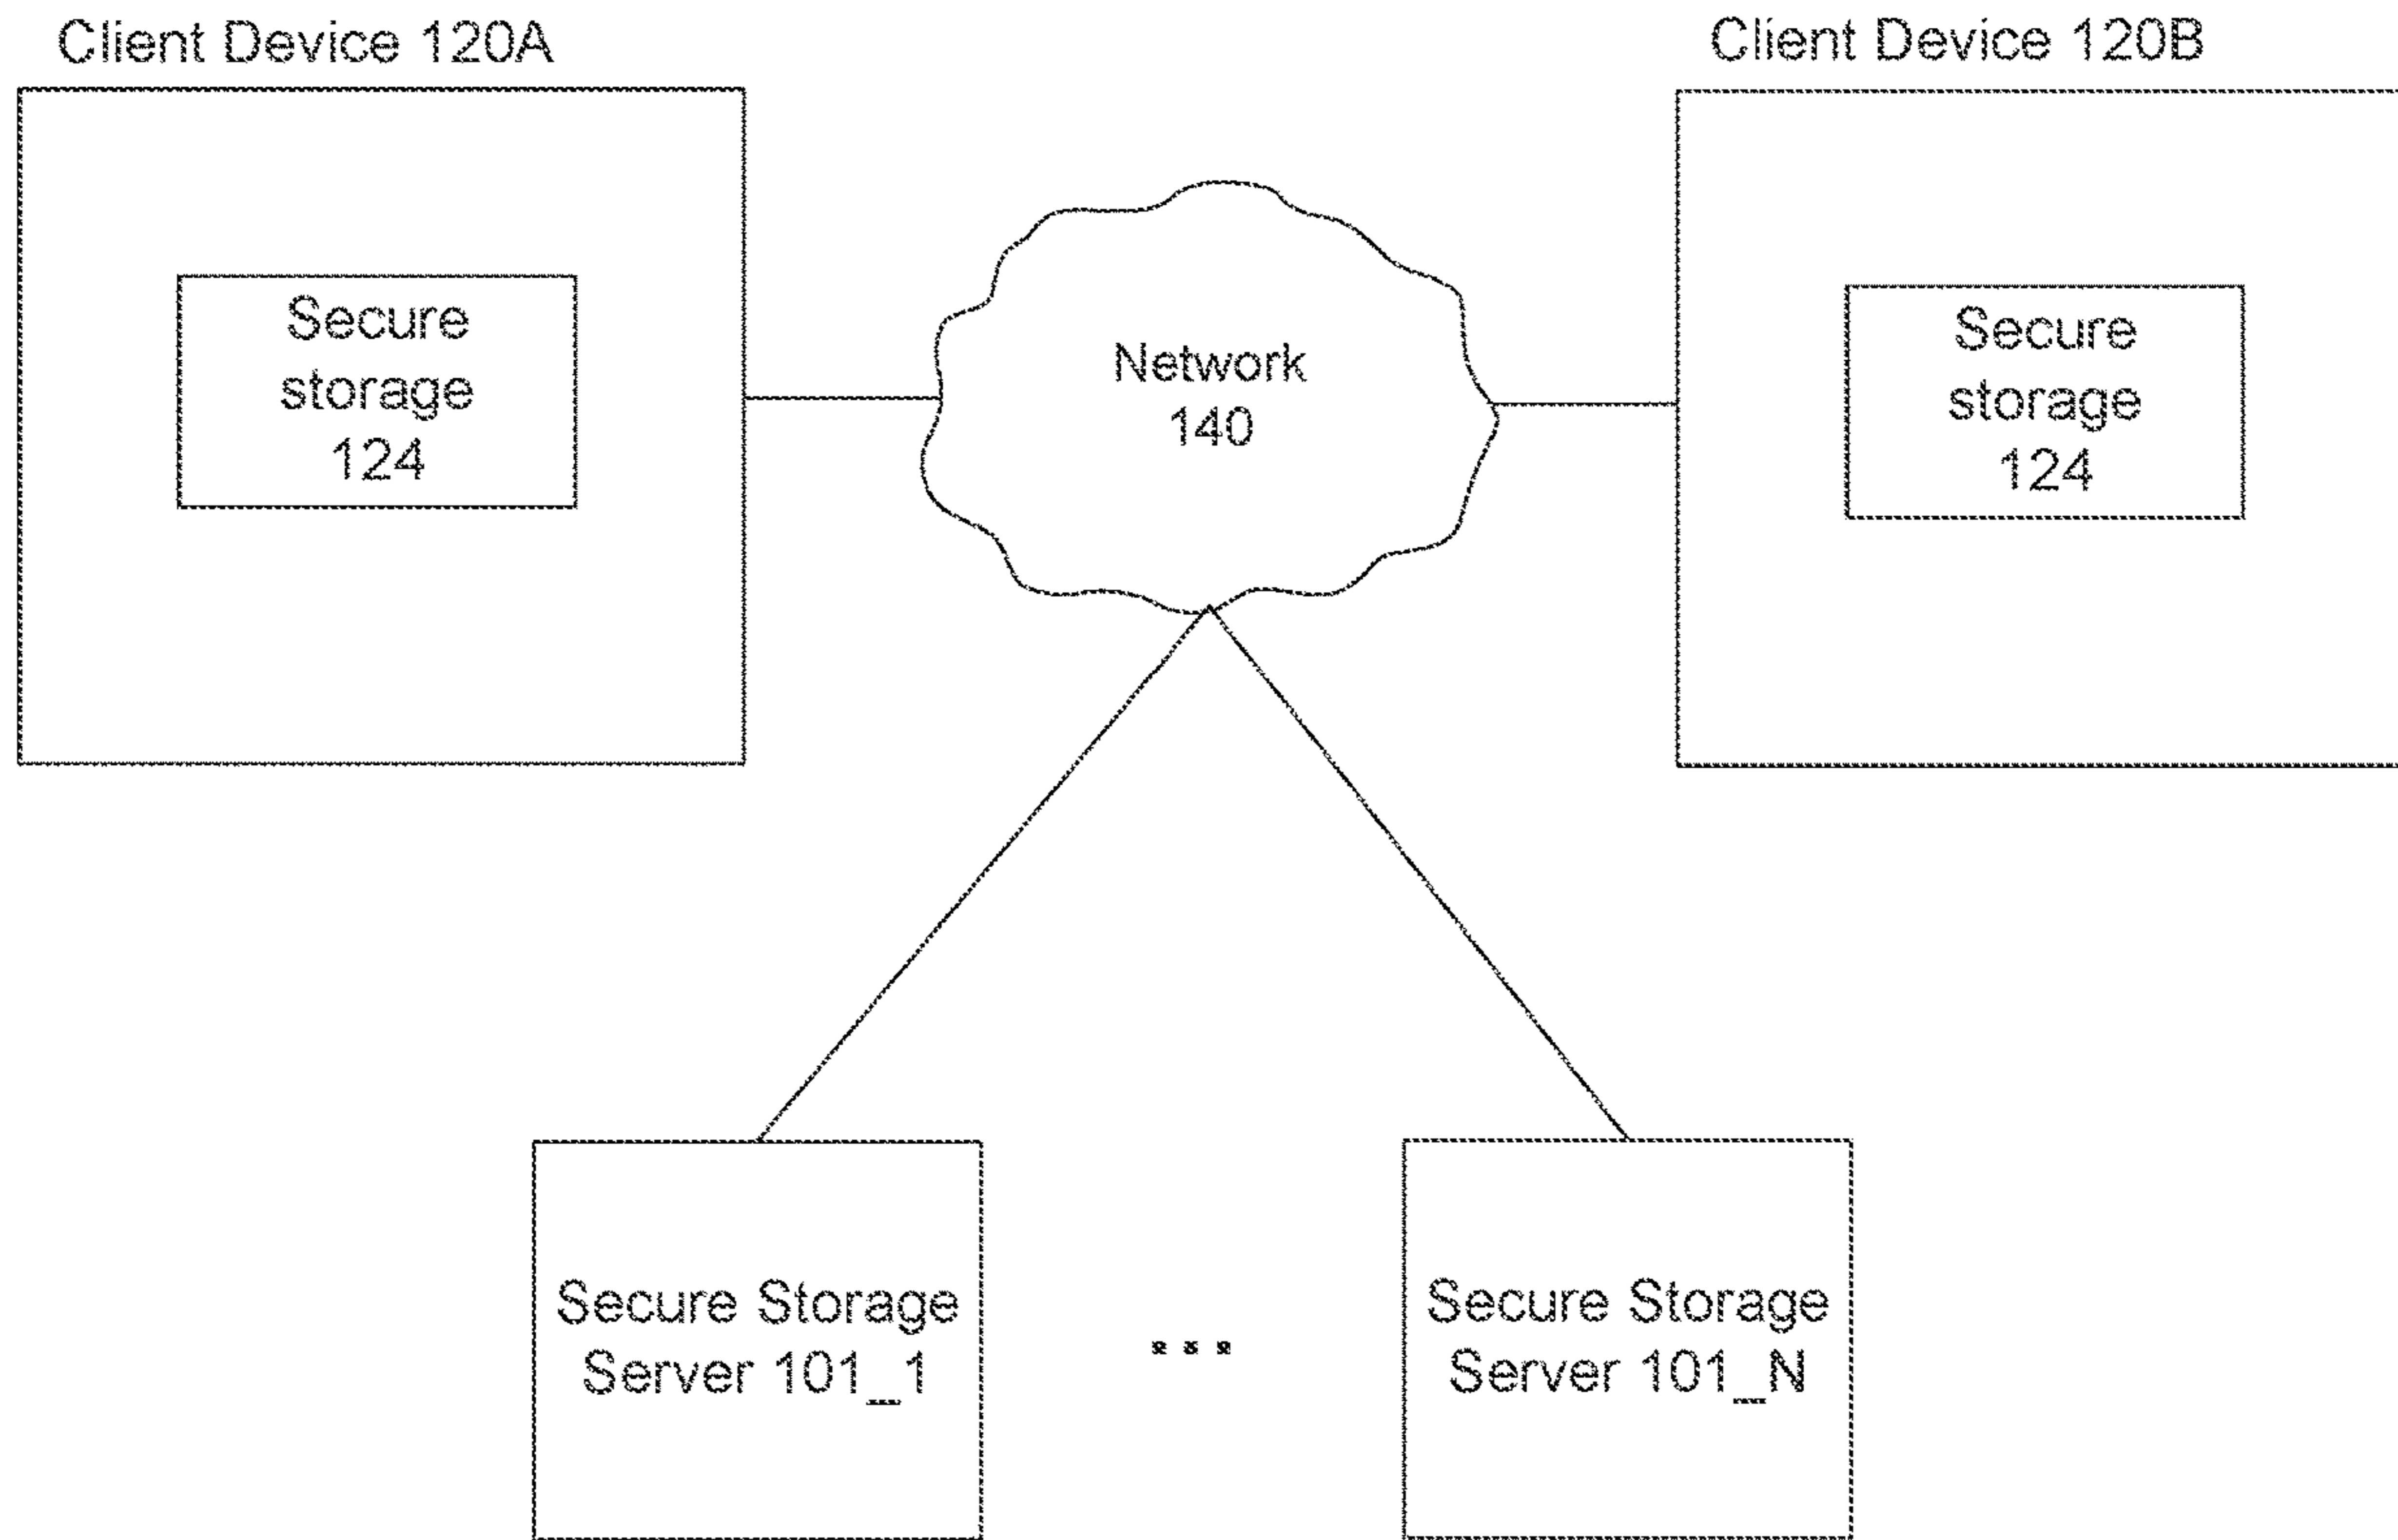 Client Device 120A
Client Device 120B
Secure
storage
124
Network
140
Secure
storage
124
Secure Storage
Server 101_1
...
Secure Storage
Server 101_N